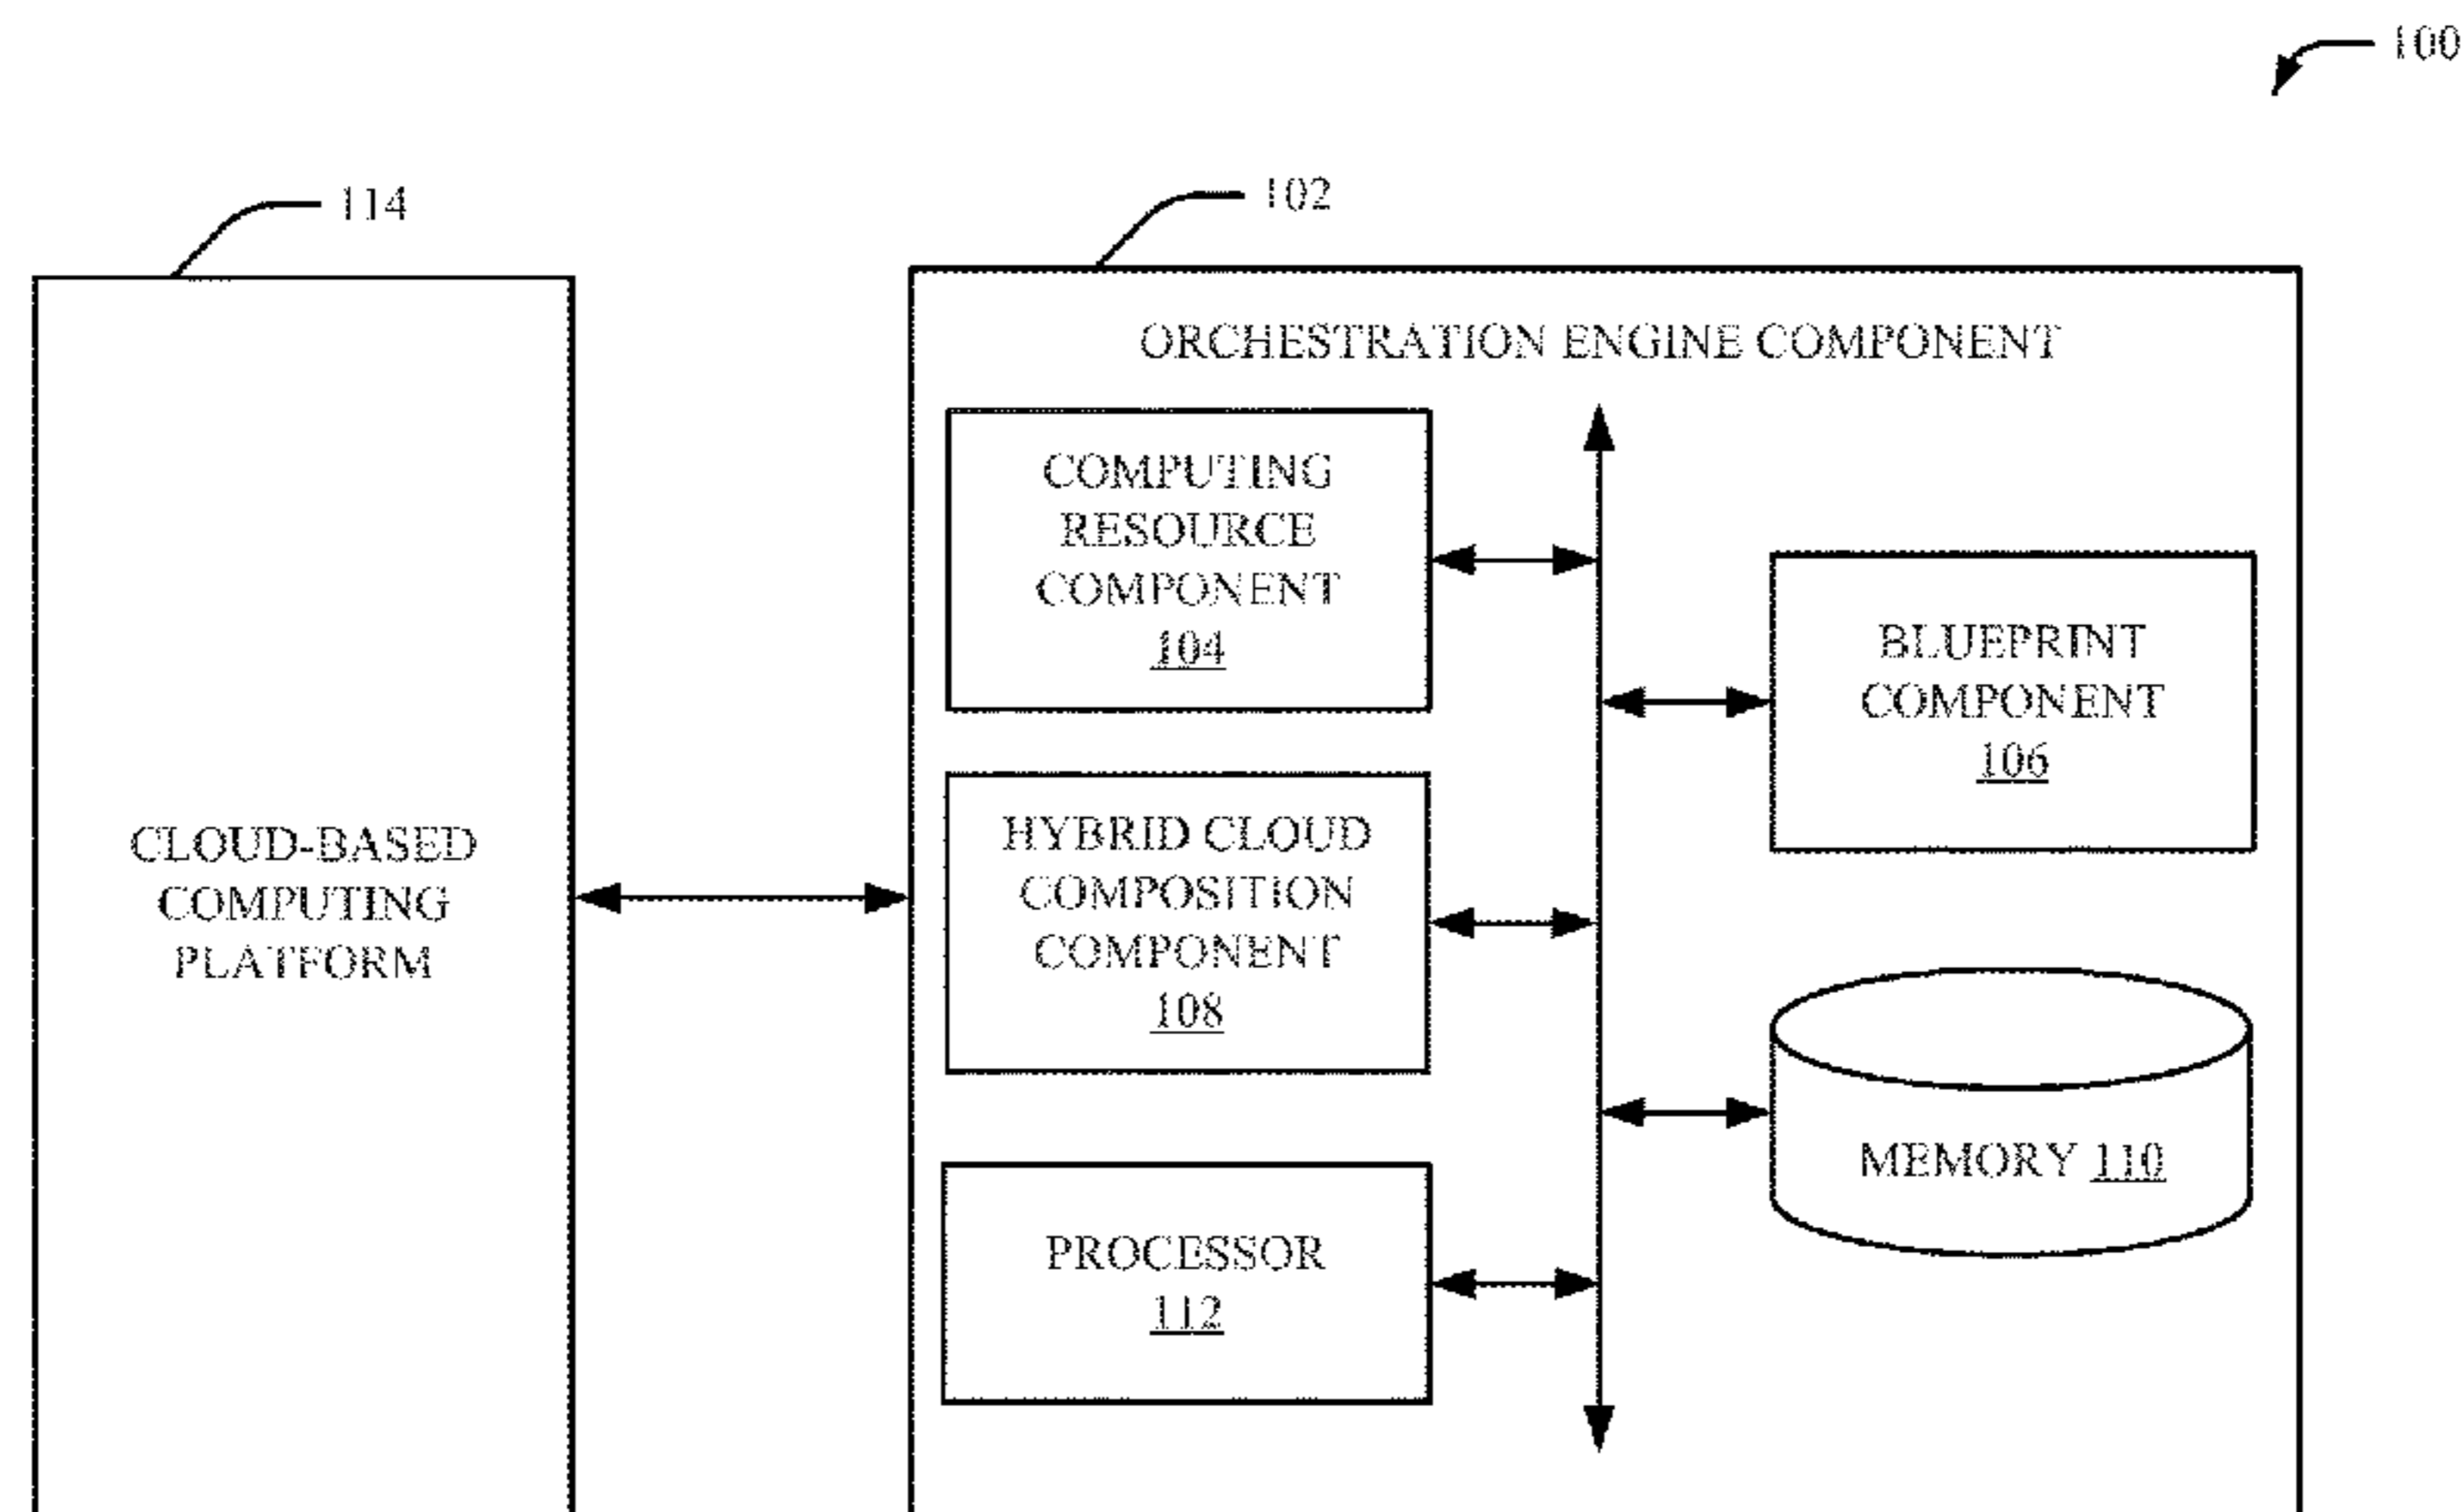 100
114
102
ORCHESTRATION ENGINE COMPONENT
COMPUTING
RESOURCE
COMPONENT
104
BLUEPRINT
COMPONENT
106
CLOUD-BASED
COMPUTING
PLATFORM
HYBRID CLOUD
COMPOSITION
COMPONENT
108
MEMORY 110
PROCESSOR
112